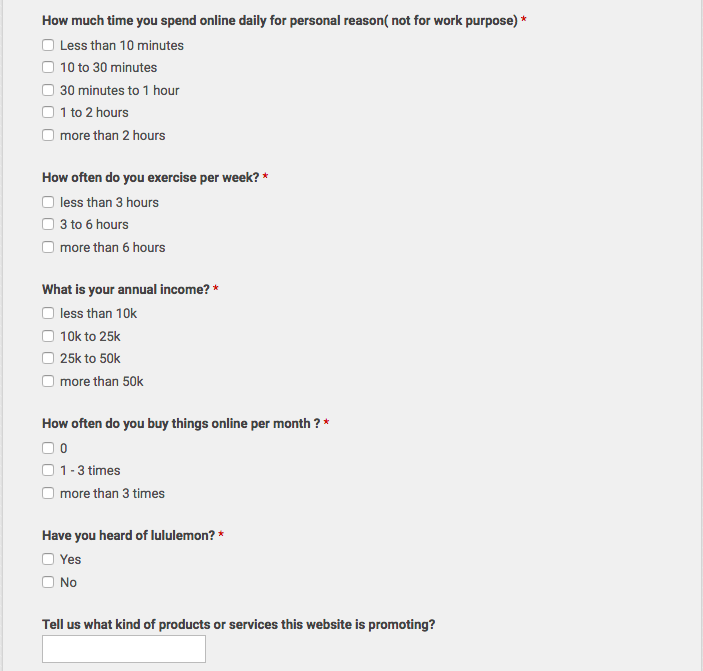 How much time you spend online daily for personal reason( not for work purpose) *
Less than 10 minutes
10 to 30 minutes
30 minutes to 1 hour
1 to 2 hours
more than 2 hours
How often do you exercise per week? *
less than 3 hours
3 to 6 hours
more than 6 hours
What is your annual income? *
less than 10k
10k to 25k
25k to 50k
more than 50k
How often do you buy things online per month ? *
0
1 - 3 times
more than 3 times
Have you heard of lululemon? *
Yes
No
Tell us what kind of products or services this website is promoting?